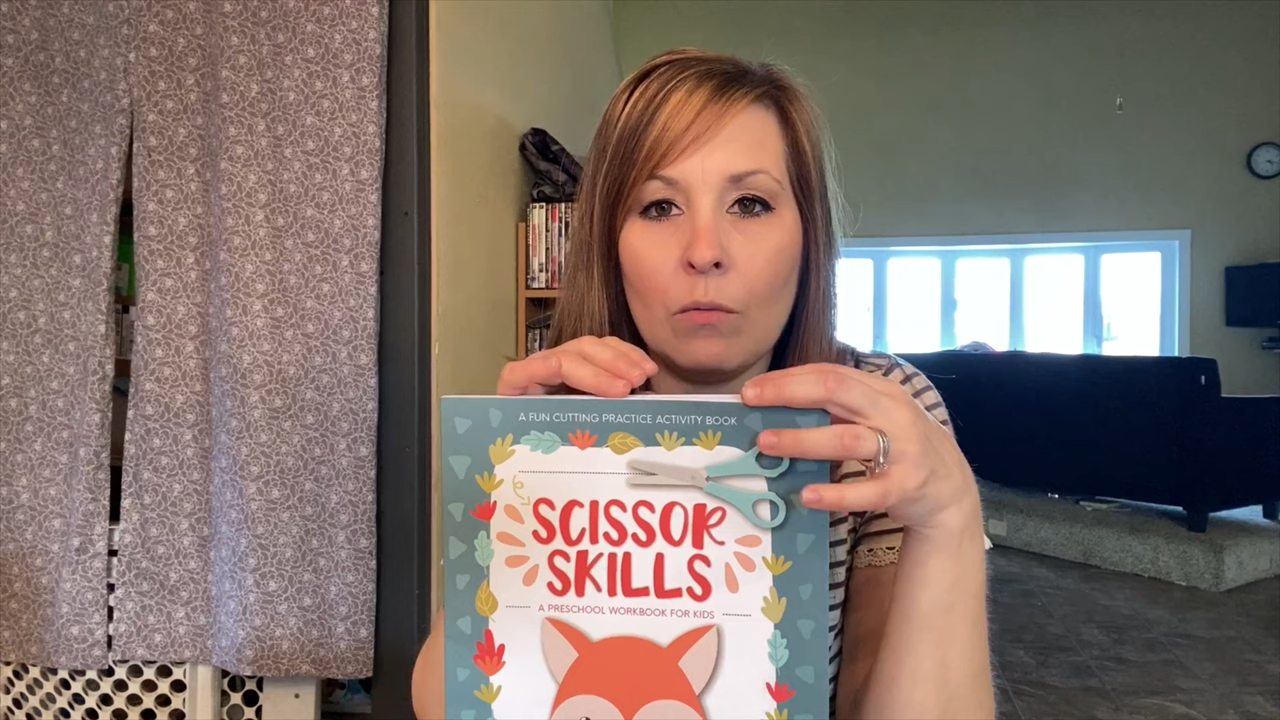 A FUN CUTTING PRACTICE ACTIVITY BOOK
SCISSOR
SKILLS
A PRESCHOOL WORKBOOK FOR KIDS